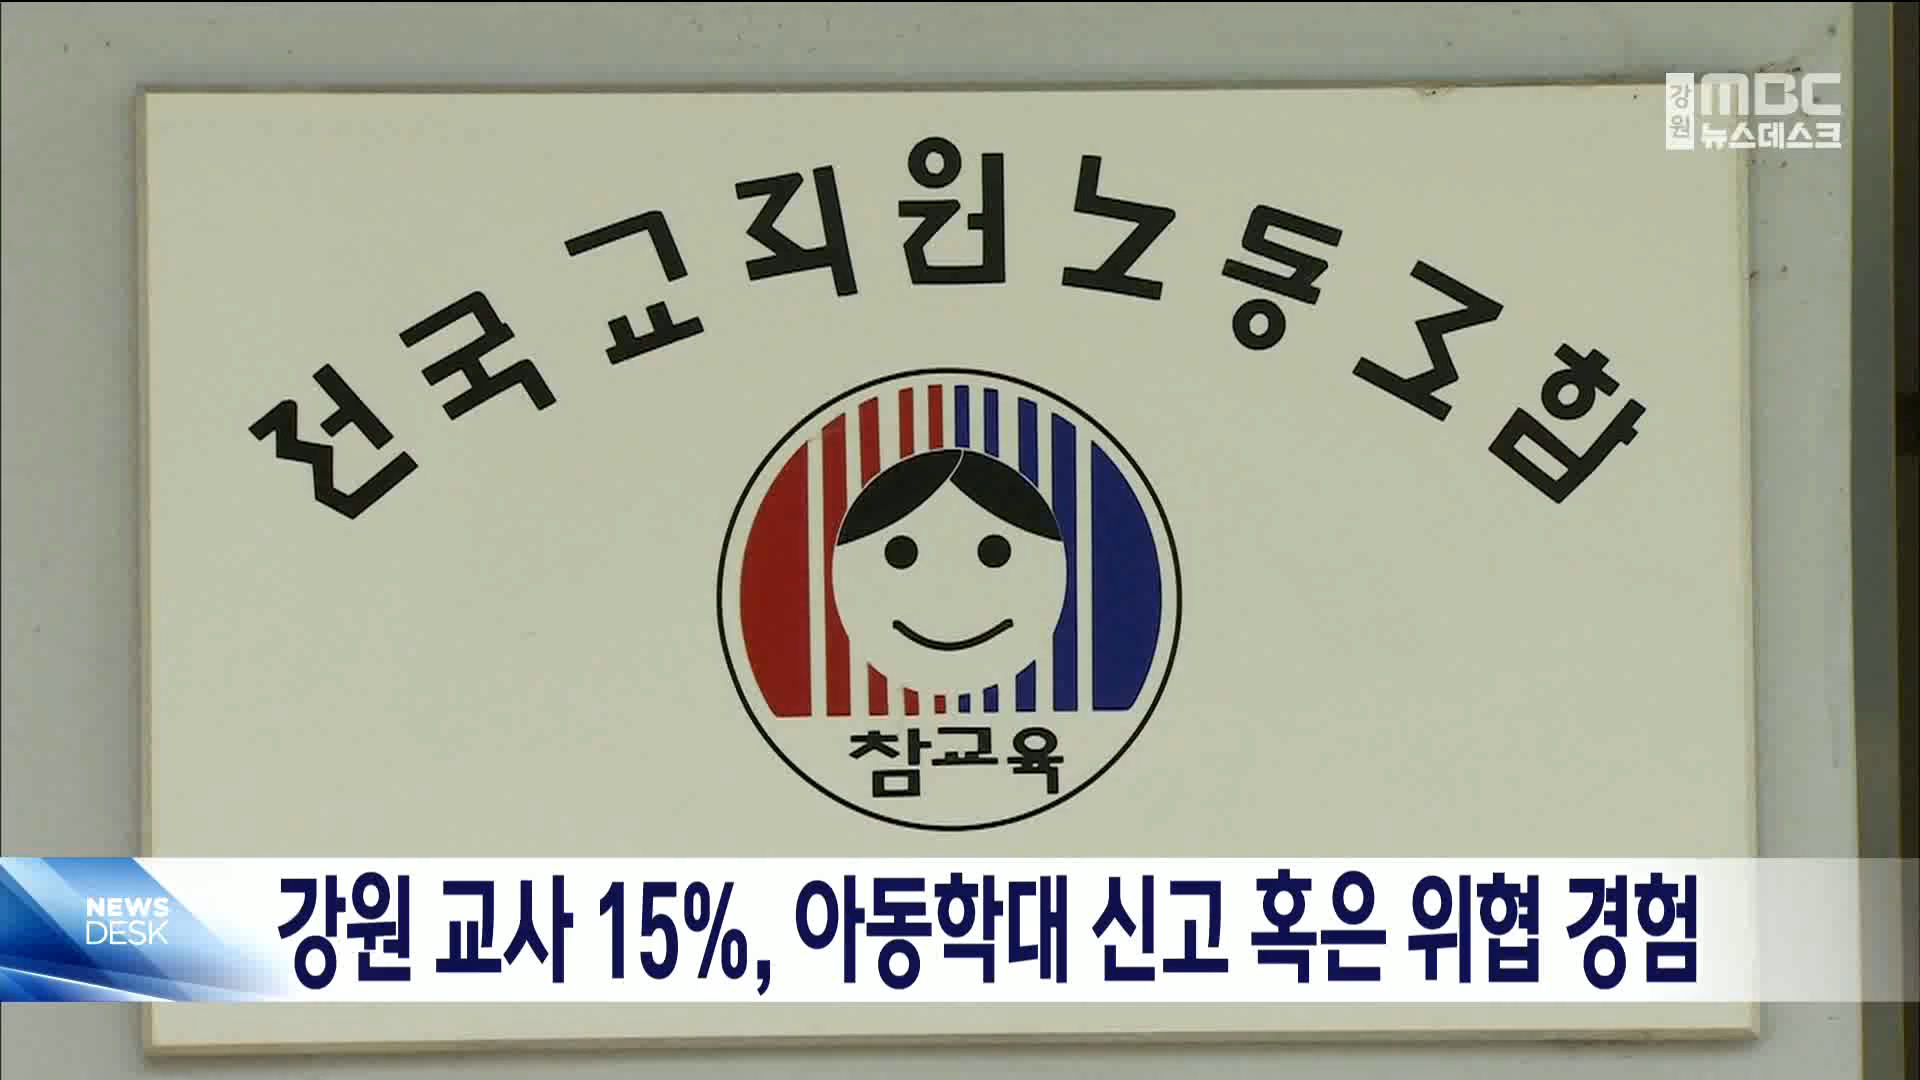 강원
MBC
뉴스데스크
전국교직원노동조합
참교육
NEWS
DESK
강원 교사 15%, 아동학대 신고 혹은 위협 경험